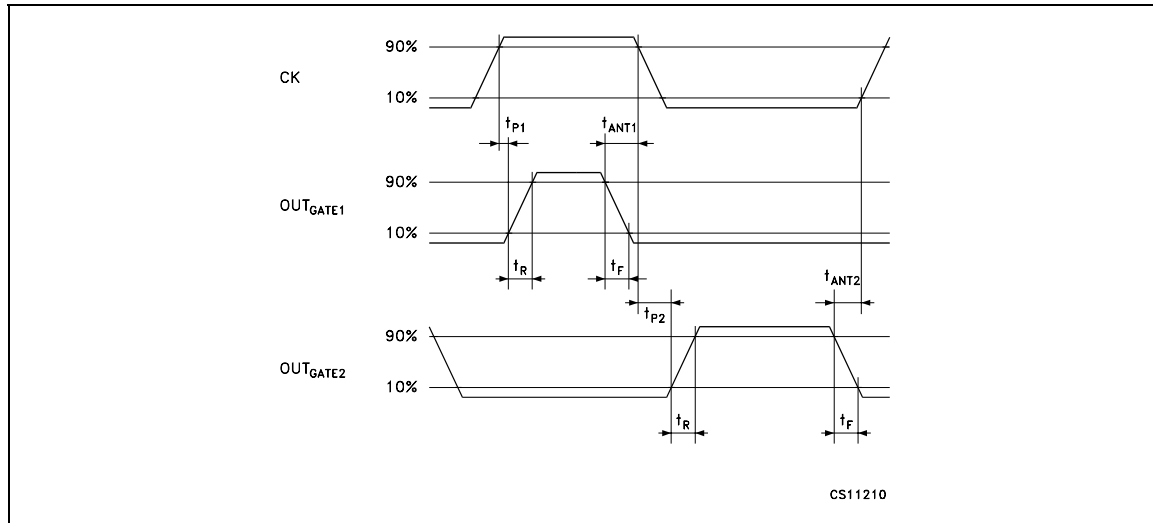 90%
CK
10%
tP1
tANT1
90%
OUTGATE1
10%
tR
tF
tANT2
tP2
90%
OUTGATE2
10%
tR
tF
CS11210